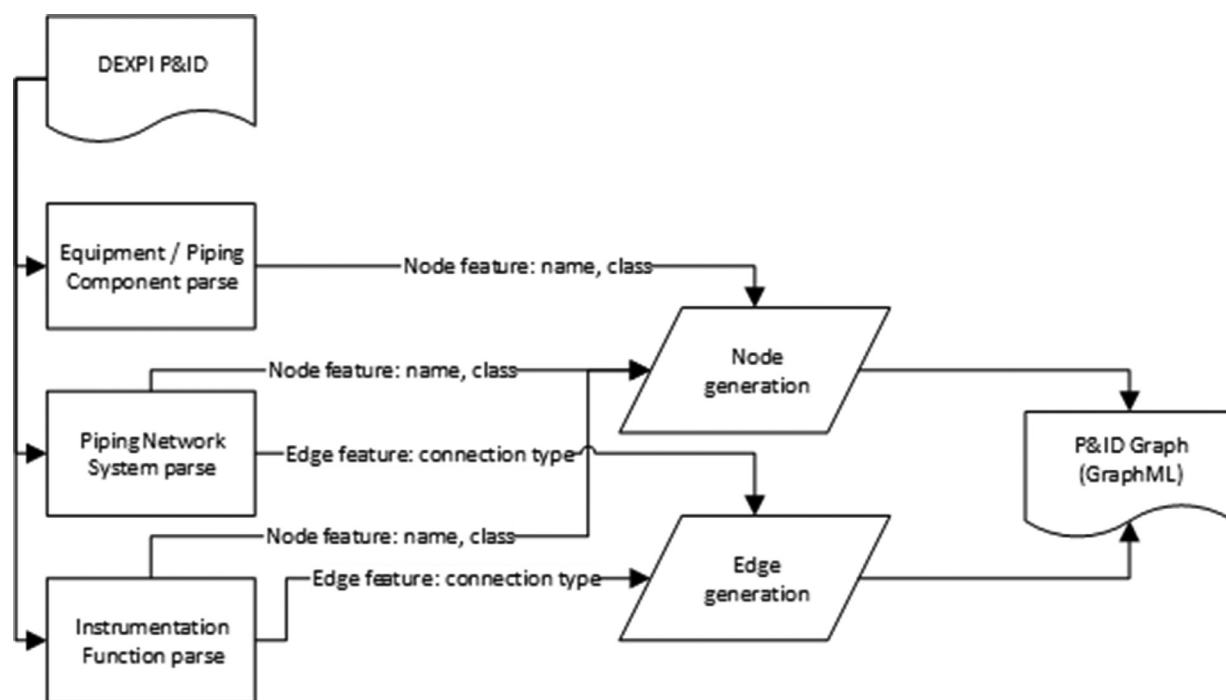 DEXPI P&ID
Equipment / Piping
Component parse
Node feature: name, class
Node
generation
Node feature: name, class
Piping Network
System parse
Edge feature: connection type
P&ID Graph
(GraphML)
Node feature: name, class
Edge feature: connection type
Edge
generation
Instrumentation
Function parse